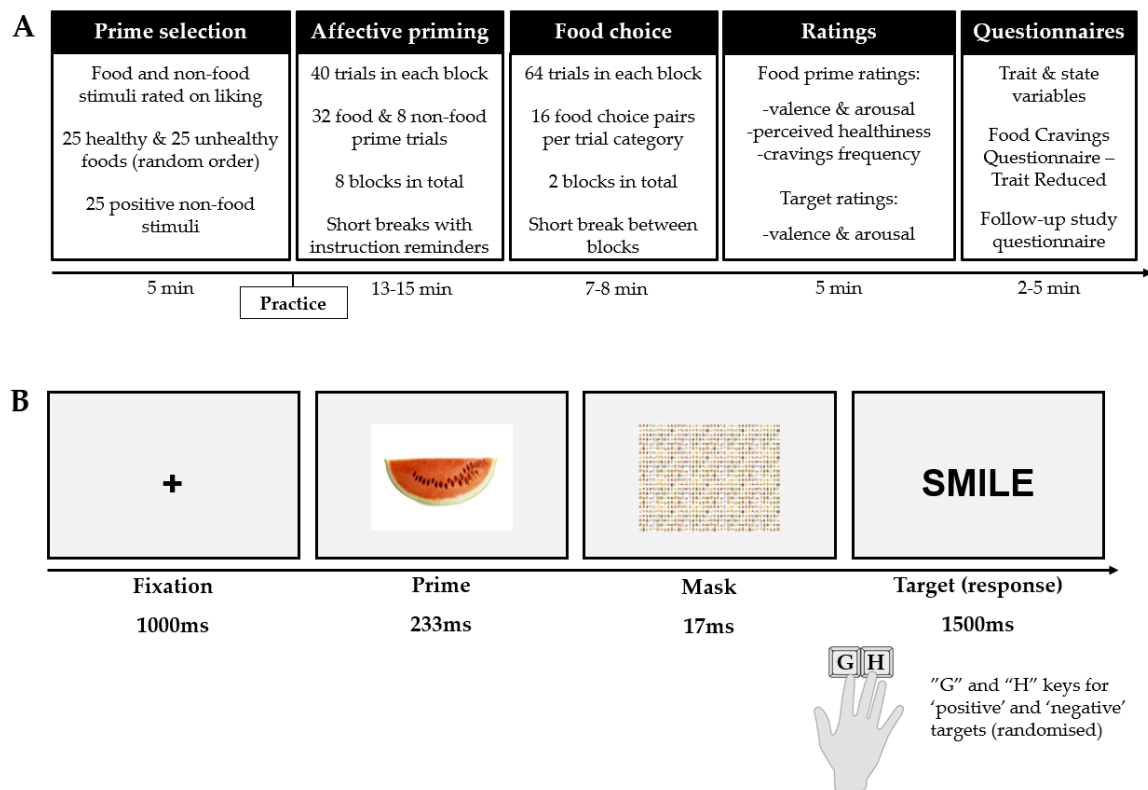 A
Prime selection
Food and non-food
stimuli rated on liking
25 healthy & 25 unhealthy
foods (random order)
25 positive non-food
stimuli
Affective priming
40 trials in each block
32 food & 8 non-food
prime trials
8 blocks in total
Short breaks with
instruction reminders
Food choice
64 trials in each block
16 food choice pairs
per trial category
2 blocks in total
Short break between
blocks
Ratings
Food prime ratings:
-valence & arousal
-perceived healthiness
-cravings frequency
Target ratings:
-valence & arousal
Questionnaires
Trait & state
variables
Food Cravings
Questionnaire –
Trait Reduced
Follow-up study
questionnaire
5 min
Practice
13-15 min
7-8 min
5 min
2-5 min
B
+
SMILE
Fixation
1000ms
Prime
233ms
Mask
17ms
Target (response)
1500ms
G H
”G” and “H” keys for
‘positive’ and ‘negative’
targets (randomised)